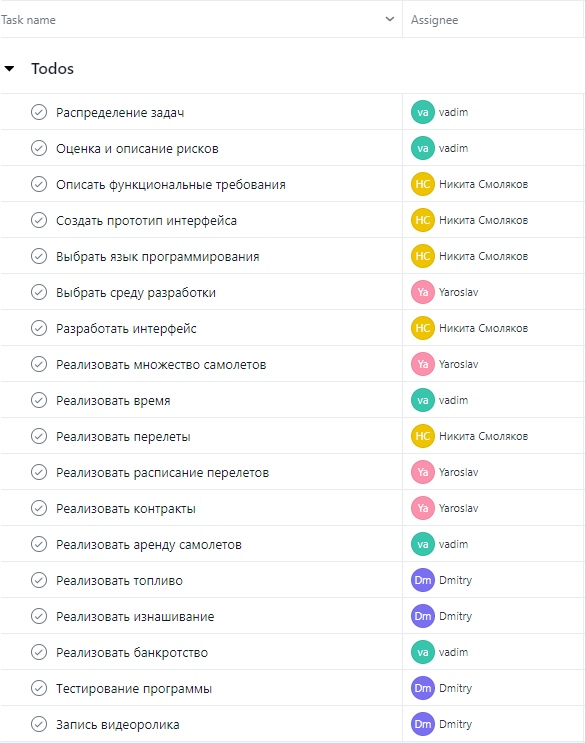 Task name Assignee
Todos
Распределение задач va vadim
Оценка и описание рисков va vadim
Описать функциональные требования НС Никита Смоляков
Создать прототип интерфейса НС Никита Смоляков
Выбрать язык программирования НС Никита Смоляков
Выбрать среду разработки Ya Yaroslav
Разработать интерфейс НС Никита Смоляков
Реализовать множество самолетов Ya Yaroslav
Реализовать время va vadim
Реализовать перелеты НС Никита Смоляков
Реализовать расписание перелетов Ya Yaroslav
Реализовать контракты Ya Yaroslav
Реализовать аренду самолетов va vadim
Реализовать топливо Dm Dmitry
Реализовать изнашивание Dm Dmitry
Реализовать банкротство va vadim
Тестирование программы Dm Dmitry
Запись видеоролика Dm Dmitry